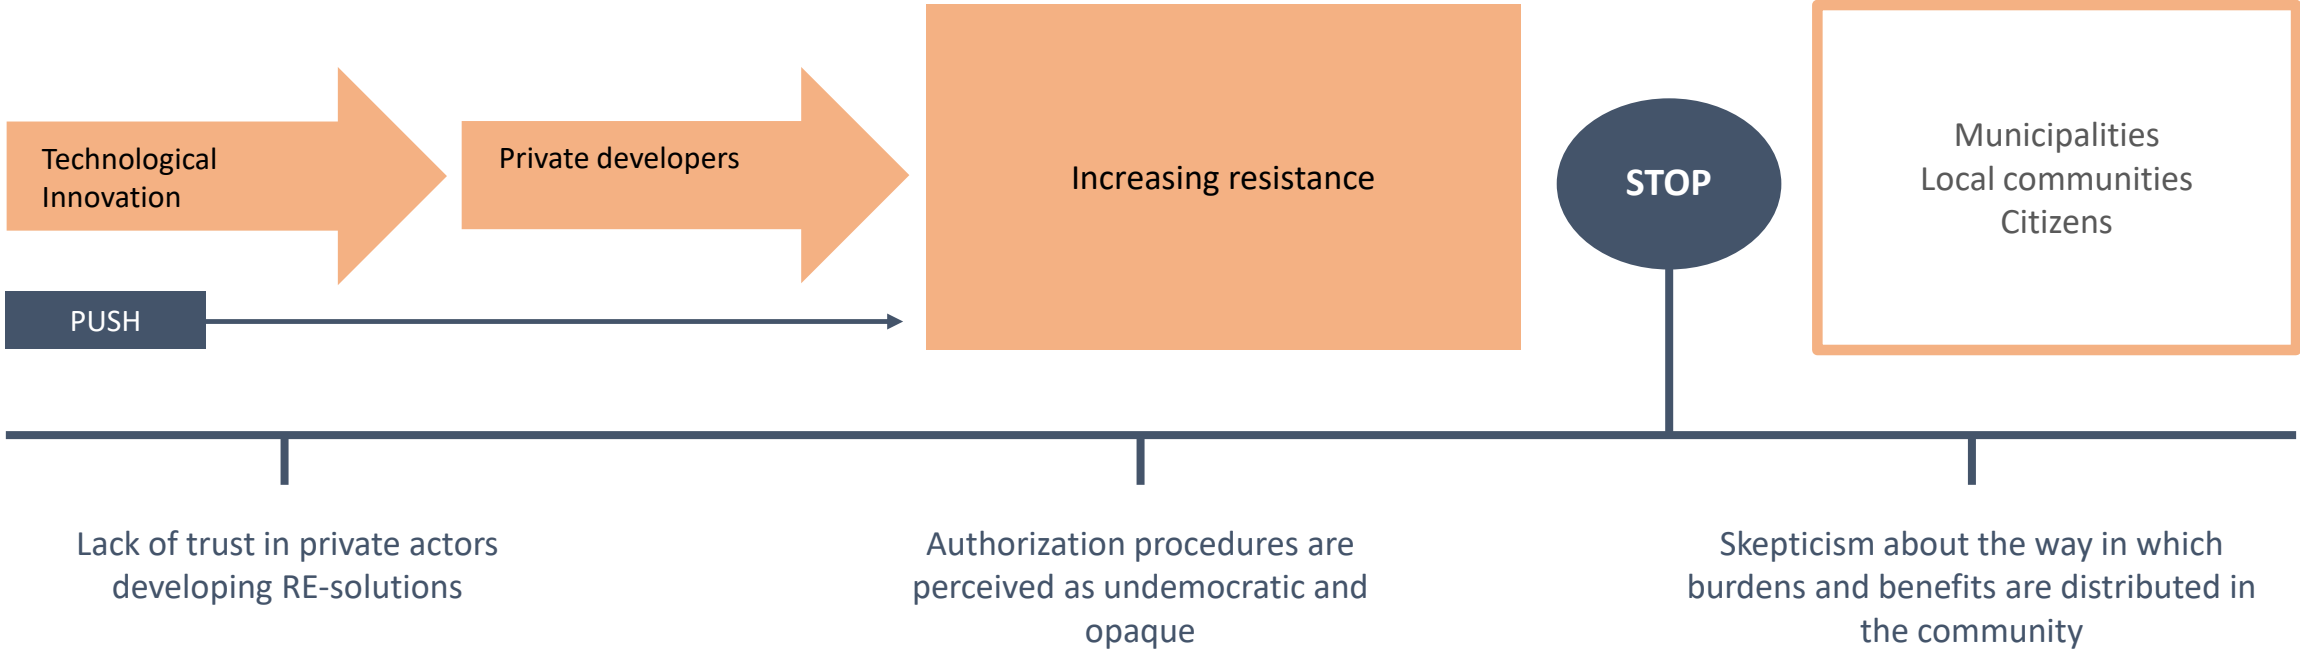 Technological
Innovation
Private developers
Increasing resistance
STOP
Municipalities
Local communities
Citizens
PUSH
Lack of trust in private actors
developing RE-solutions
Authorization procedures are
perceived as undemocratic and
opaque
Skepticism about the way in which
burdens and benefits are distributed in
the community